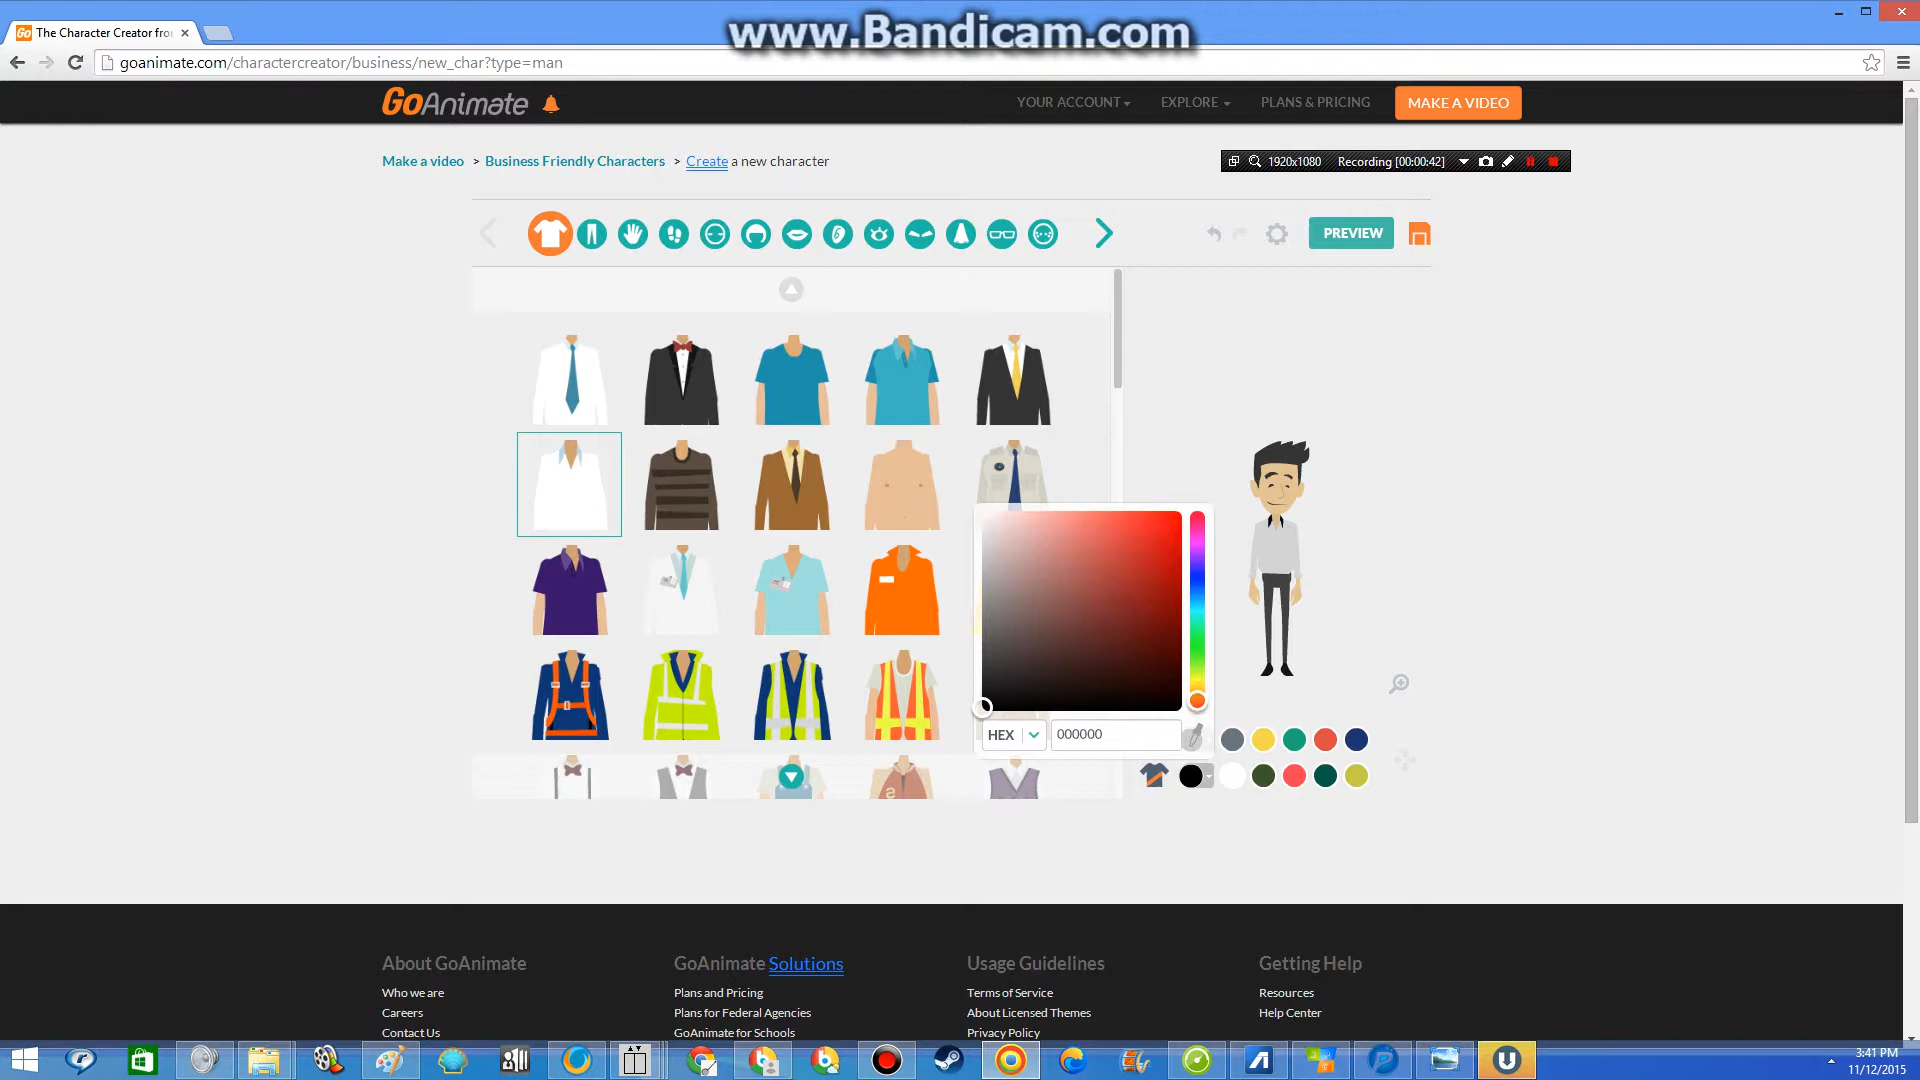 www.Bandicam.com
Go The Character Creator fro
goanimate.com/charactercreator/business/new_char?type=man
GoAnimate
YOUR ACCOUNT
EXPLORE
PLANS & PRICING
MAKE A VIDEO
Make a video > Business Friendly Characters > Create a new character
1920x1080 Recording [00:00:42]
PREVIEW
HEX
000000
About GoAnimate
Who we are
Careers
Contact Us
GoAnimate Solutions
Plans and Pricing
Plans for Federal Agencies
GoAnimate for Schools
Usage Guidelines
Terms of Service
About Licensed Themes
Privacy Policy
Getting Help
Resources
Help Center
3:41 PM
11/12/2015